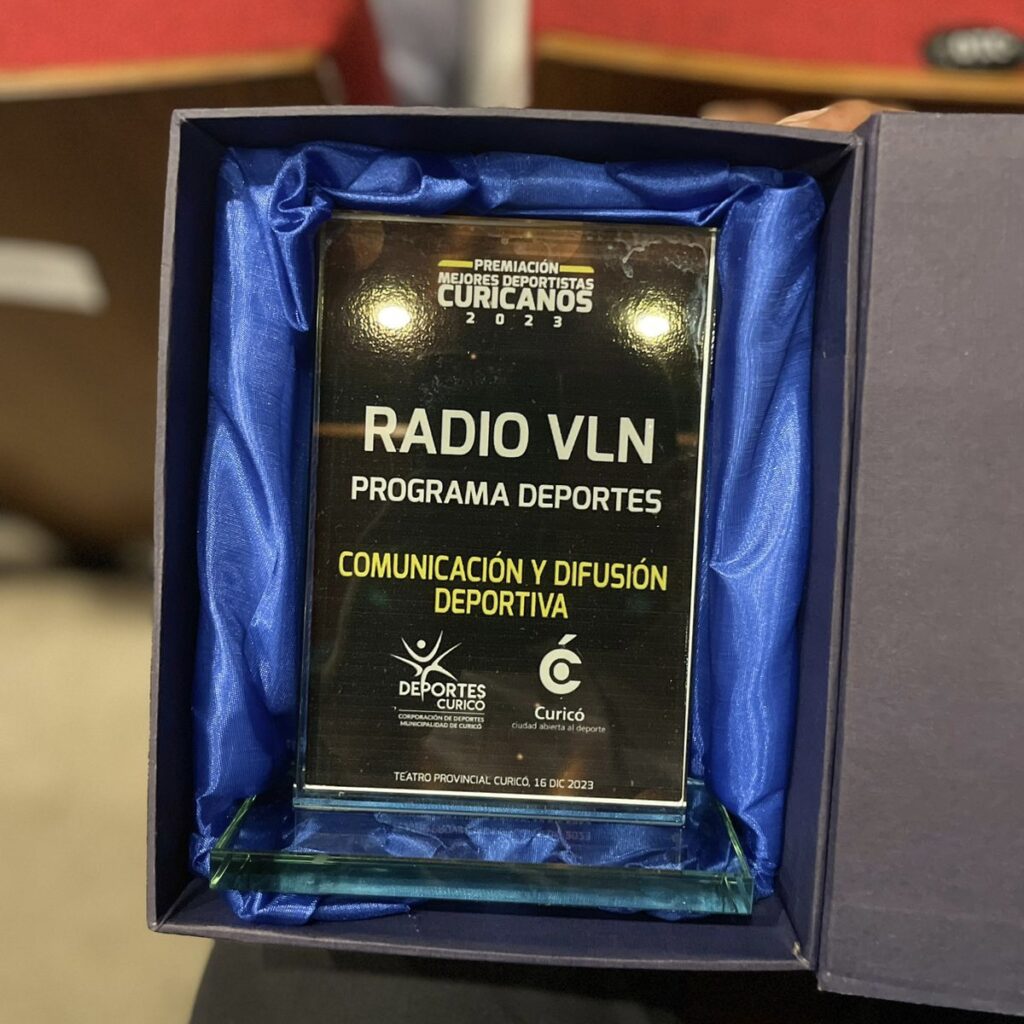 PREMIACIÓN
MEJORES DEPORTISTAS
CURICANOS
2023
RADIO VLN
PROGRAMA DEPORTES
COMUNICACIÓN Y DIFUSIÓN
DEPORTIVA
DEPORTES
CURICÓ
CORPORACIÓN DE DEPORTES
MUNICIPALIDAD DE CURICÓ
Curicó
ciudad abierta al deporte
TEATRO PROVINCIAL CURICÓ, 16 DIC 2023